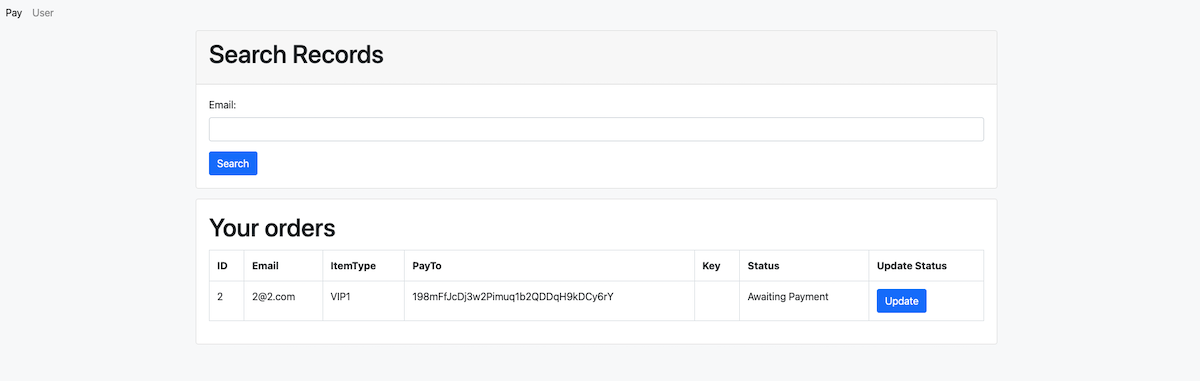 Pay User
Search Records
Email:
Search
Your orders
ID Email ItemType PayTo Key Status Update Status
2 2@2.com VIP1 198mFfJcDj3w2Pimuq1b2QDDqH9kDCy6rY Awaiting Payment Update